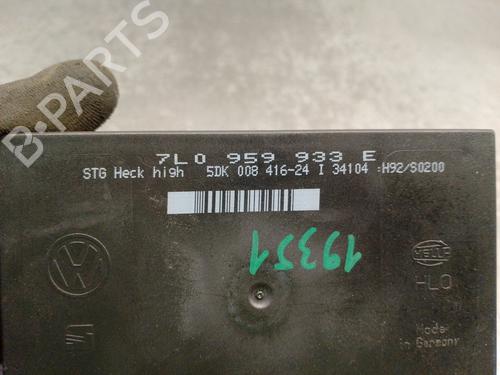 B-PARTS
7L0 959 933 E
STG Heck high 5DK 008 416-24 I 34104 :H92/S0200
19351
HELLA
HLO
Made
in Germany